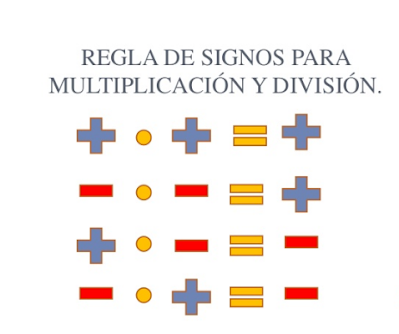 REGLA DE SIGNOS PARA
MULTIPLICACIÓN Y DIVISIÓN.
+ • + = +
- • - = +
+ • - = -
- • + = -